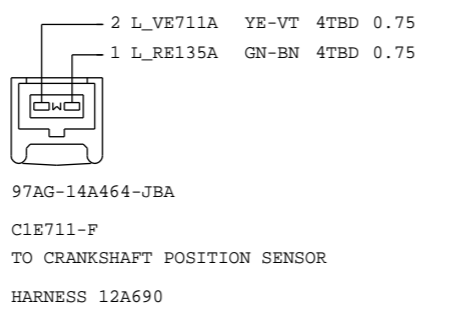 2 L_VE711A YE-VT 4TBD 0.75
1 L_RE135A GN-BN 4TBD 0.75
W
97AG-14A464-JBA
C1E711-F
TO CRANKSHAFT POSITION SENSOR
HARNESS 12A690